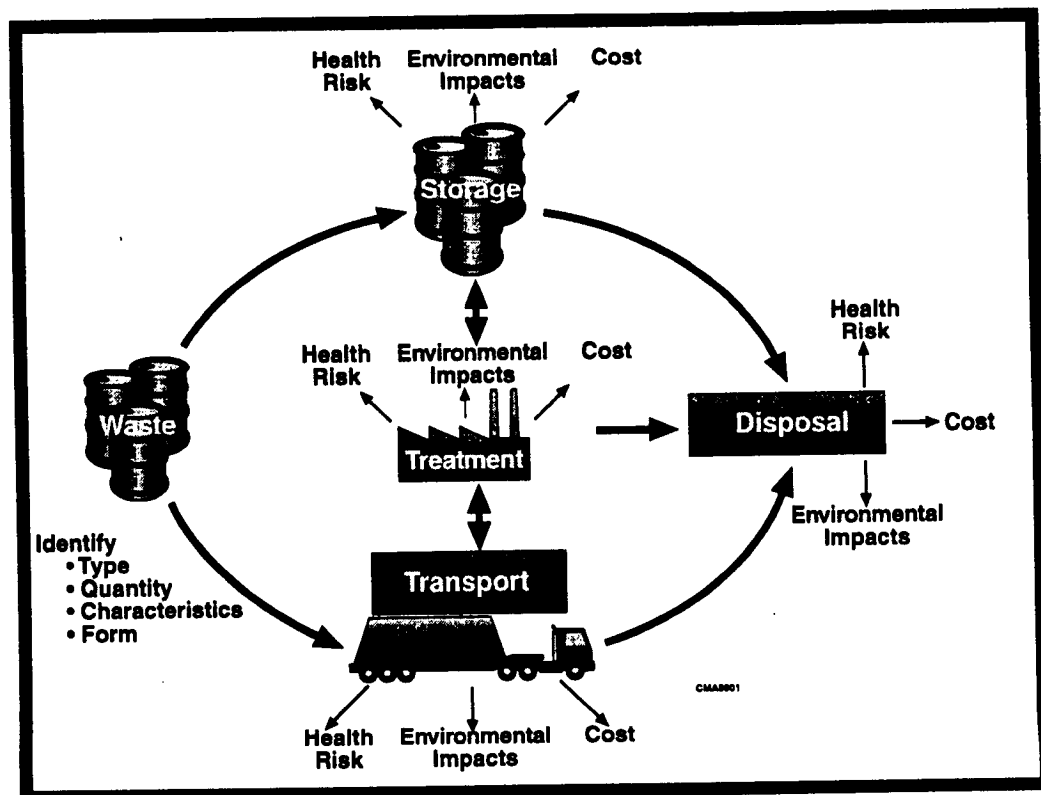 Health
Risk
Environmental
Impacts
Cost
Storage
Health
Risk
Environmental
Impacts
Cost
Treatment
Waste
Health
Risk
Disposal
Cost
Environmental
Impacts
Identify
• Type
• Quantity
• Characteristics
• Form
Transport
Health
Risk
Environmental
Impacts
Cost